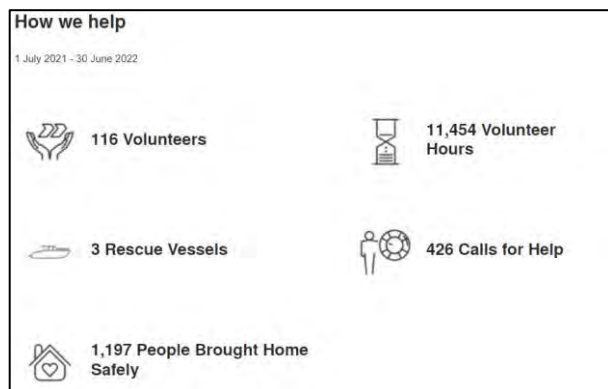 How we help
1 July 2021 - 30 June 2022
116 Volunteers
11,454 Volunteer
Hours
3 Rescue Vessels
426 Calls for Help
1,197 People Brought Home
Safely